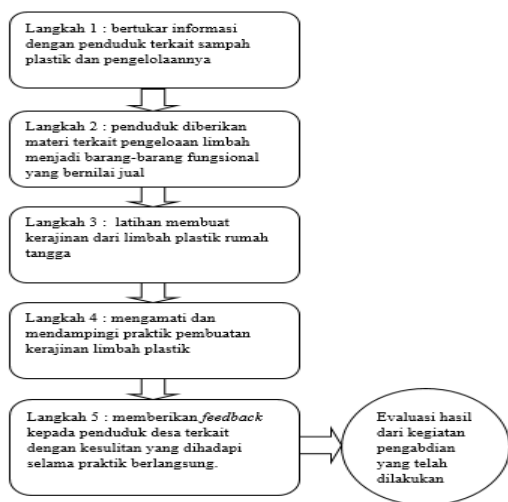 Langkah 1 : bertukar informasi
dengan penduduk terkait sampah
plastik dan pengelolaannya
Langkah 2 : penduduk diberikan
materi terkait pengeloaan limbah
menjadi barang-barang fungsional
yang bernilai jual
Langkah 3 : latihan membuat
kerajinan dari limbah plastik rumah
tangga
Langkah 4 : mengamati dan
mendampingi praktik pembuatan
kerajinan limbah plastik
Langkah 5 : memberikan feedback
kepada penduduk desa terkait
dengan kesulitan yang dihadapi
selama praktik berlangsung.
Evaluasi hasil
dari kegiatan
pengabdian
yang telah
dilakukan